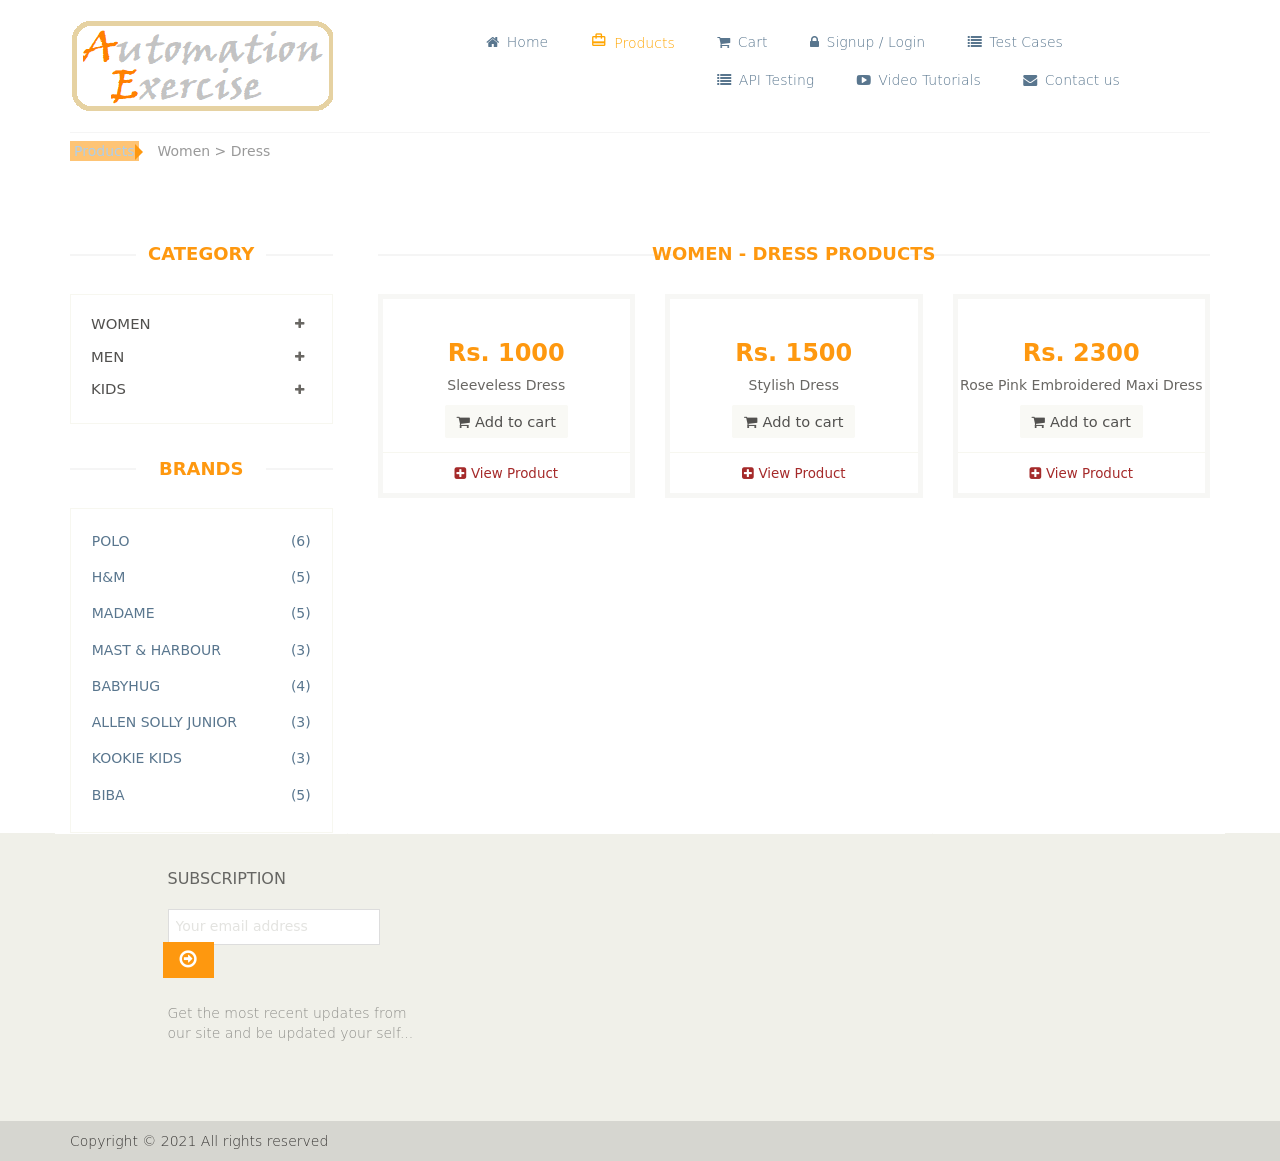 Automation
Exercise
Home
Products
Cart
Signup / Login
Test Cases
API Testing
Video Tutorials
Contact us
Products
Women > Dress
CATEGORY
WOMEN
MEN
KIDS
BRANDS
POLO (6)
H&M (5)
MADAME (5)
MAST & HARBOUR (3)
BABYHUG (4)
ALLEN SOLLY JUNIOR (3)
KOOKIE KIDS (3)
BIBA (5)
WOMEN - DRESS PRODUCTS
Rs. 1000
Sleeveless Dress
Add to cart
View Product
Rs. 1500
Stylish Dress
Add to cart
View Product
Rs. 2300
Rose Pink Embroidered Maxi Dress
Add to cart
View Product
SUBSCRIPTION
Your email address
Get the most recent updates from
our site and be updated your self...
Copyright © 2021 All rights reserved